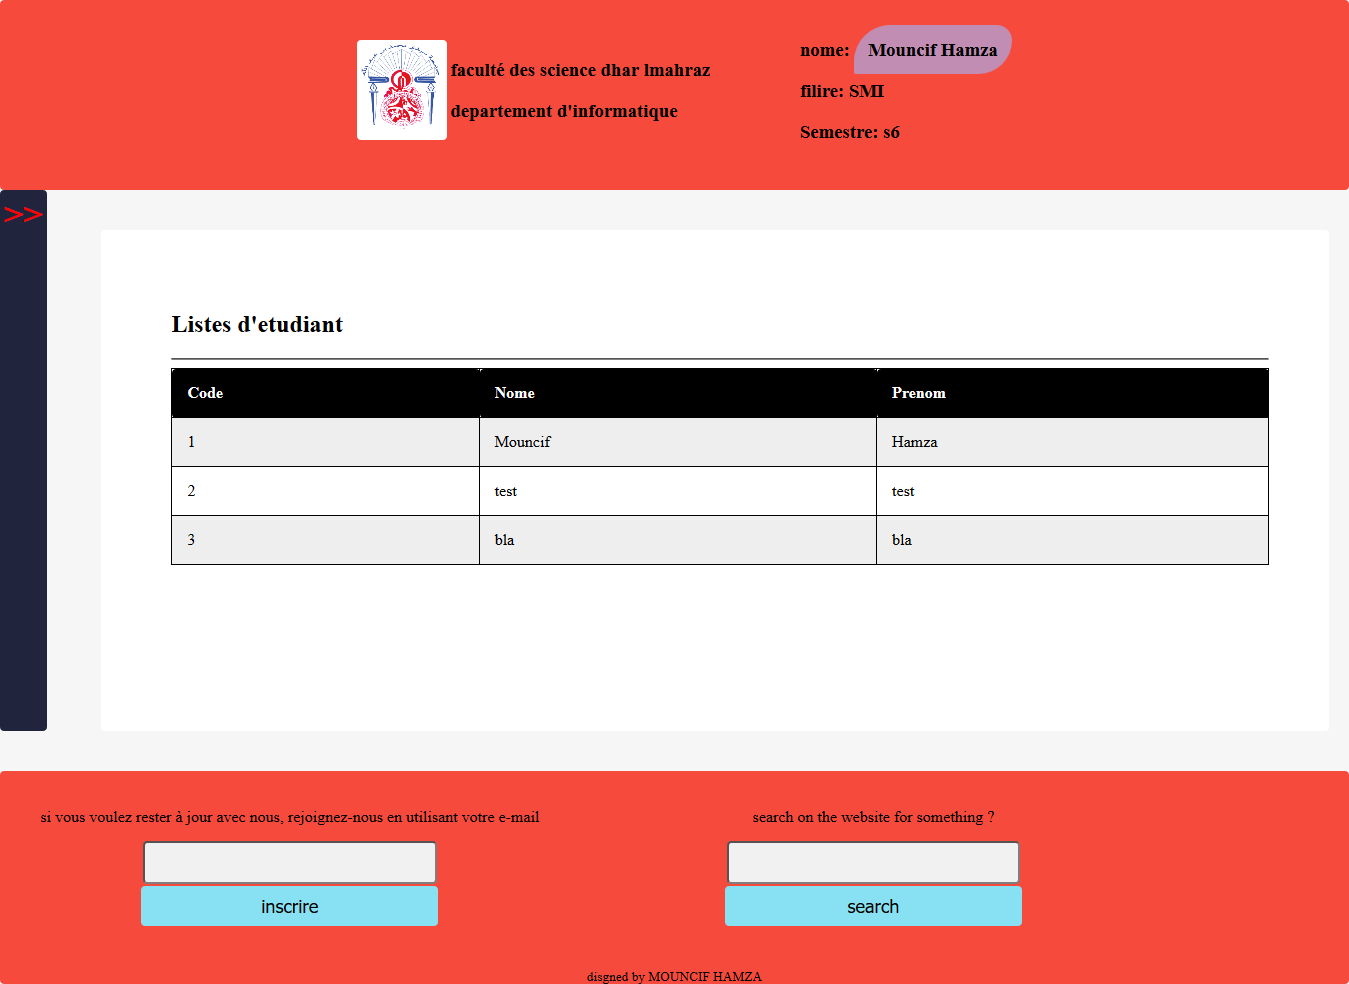 faculté des science dhar lmahraz
departement d'informatique
nome: Mouncif Hamza
filire: SMI
Semestre: s6
>>
Listes d'etudiant
Code Nome Prenom
1 Mouncif Hamza
2 test test
3 bla bla
si vous voulez rester à jour avec nous, rejoignez-nous en utilisant votre e-mail
inscrire
search on the website for something ?
search
disgned by MOUNCIF HAMZA